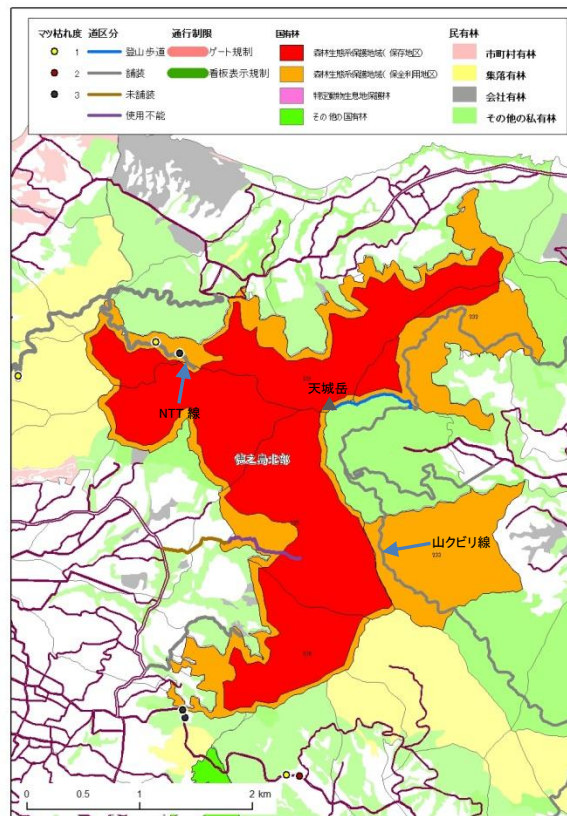 マツ枯れ度 道区分 通行制限 国有林 民有林
1 登山歩道 ゲート規制 森林生態系保護地域(保存地区) 市町村有林
2 舗装 看板表示規制 森林生態系保護地域(保全利用地区) 集落有林
3 未舗装 特定動物生息地保護林 会社有林
使用不能 その他の国有林 その他の私有林
天城岳
NTT線
徳之島北部
山クビリ線
0 0.5 1 2 km